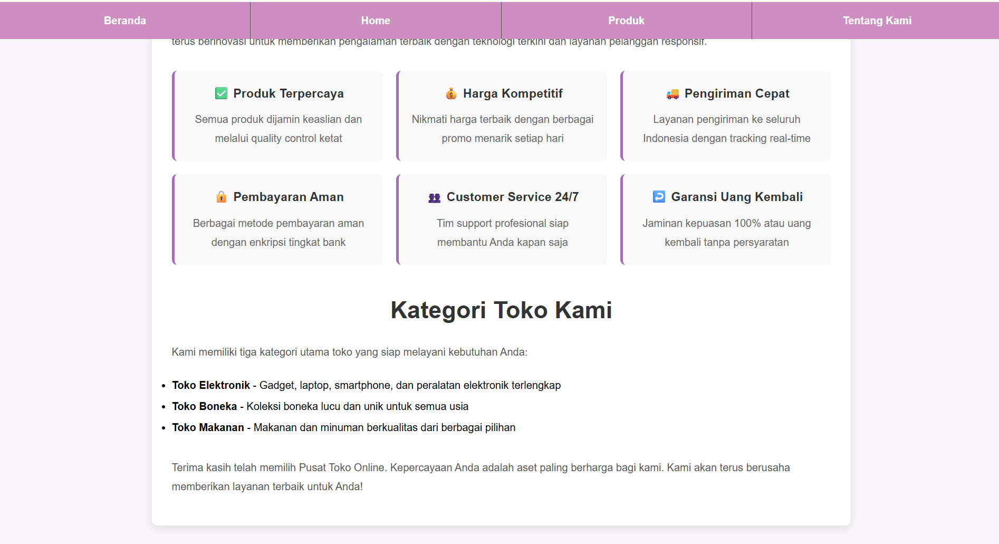 Beranda
Home
Produk
Tentang Kami
terus berinovasi untuk memberikan pengalaman terbaik dengan teknologi terkini dan layanan pelanggan responsif.
Produk Terpercaya
Semua produk dijamin keaslian dan
melalui quality control ketat
Harga Kompetitif
Nikmati harga terbaik dengan berbagai
promo menarik setiap hari
Pengiriman Cepat
Layanan pengiriman ke seluruh
Indonesia dengan tracking real-time
Pembayaran Aman
Berbagai metode pembayaran aman
dengan enkripsi tingkat bank
Customer Service 24/7
Tim support profesional siap
membantu Anda kapan saja
Garansi Uang Kembali
Jaminan kepuasan 100% atau uang
kembali tanpa persyaratan
Kategori Toko Kami
Kami memiliki tiga kategori utama toko yang siap melayani kebutuhan Anda:
• Toko Elektronik - Gadget, laptop, smartphone, dan peralatan elektronik terlengkap
• Toko Boneka - Koleksi boneka lucu dan unik untuk semua usia
• Toko Makanan - Makanan dan minuman berkualitas dari berbagai pilihan
Terima kasih telah memilih Pusat Toko Online. Kepercayaan Anda adalah aset paling berharga bagi kami. Kami akan terus berusaha
memberikan layanan terbaik untuk Anda!